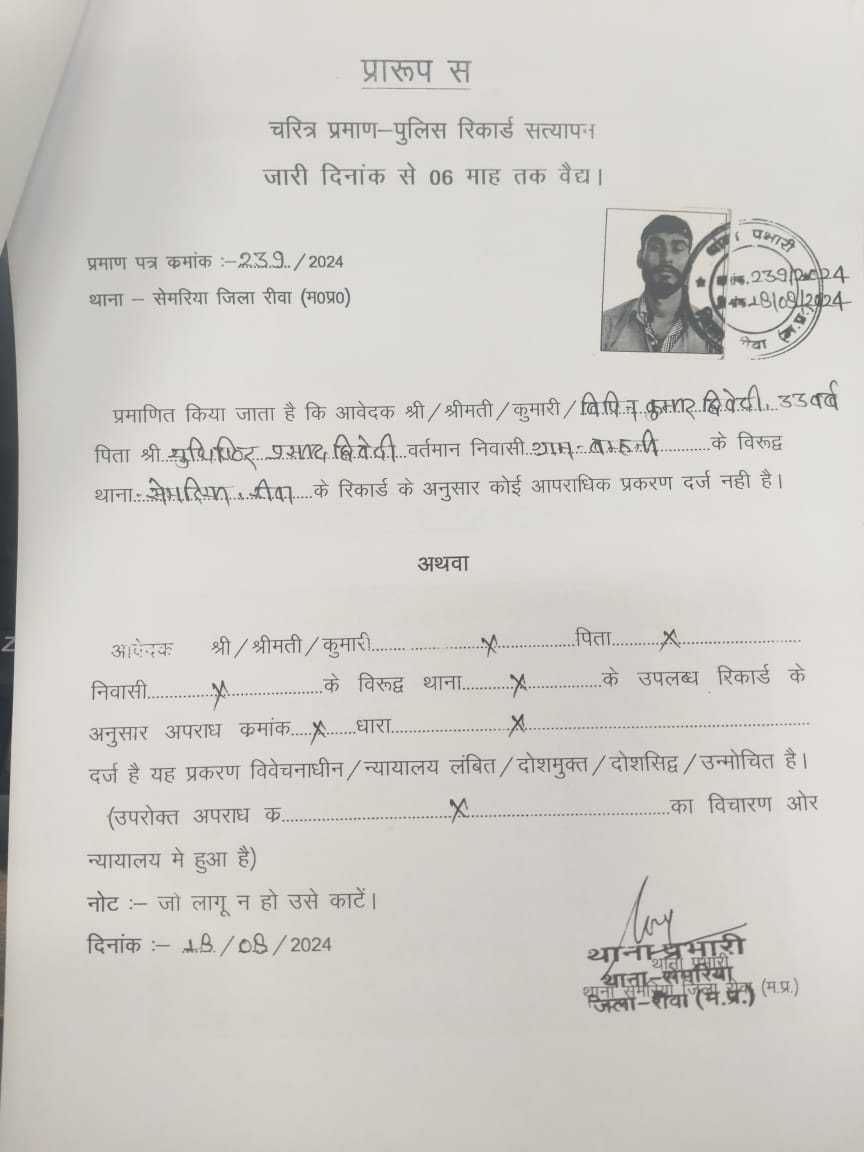 प्रारूप स
चरित्र प्रमाण–पुलिस रिकार्ड सत्यापन
जारी दिनांक से 06 माह तक वैद्य।
प्रमाण पत्र कमांक :–239/2024
थाना – सेमरिया जिला रीवा (म0प्र0)
प्रभारी
239/2024
18/08/2024
रीवा (म.प्र.)
प्रमाणित किया जाता है कि आवेदक श्री/श्रीमती/कुमारी/विपिन कुमार द्विवेदी, 33 वर्ष
पिता श्री युधिष्ठिर प्रसाद द्विवेदी वर्तमान निवासी ग्राम- के विरूद्व
थाना- सेमरिया, रीवा के रिकार्ड के अनुसार कोई आपराधिक प्रकरण दर्ज नही है।
अथवा
आवेदक श्री/श्रीमती/कुमारी...... x पिता x
निवासी x के विरूद्व थाना x के उपलब्ध रिकार्ड के
अनुसार अपराध कमांक x धारा x
दर्ज है यह प्रकरण विवेचनाधीन/न्यायालय लंबित/दोशमुक्त/दोशसिद्व/उन्मोचित है।
(उपरोक्त अपराध क x का विचारण ओर
न्यायालय मे हुआ है)
नोट :– जो लागू न हो उसे काटें।
दिनांक :– 18/08/2024
थाना प्रभारी
थाना प्रभारी
थाना-सेमरिया
थाना सेमरिया जिला रीवा (म.प्र.)
जिला-रीवा (म.प्र.)